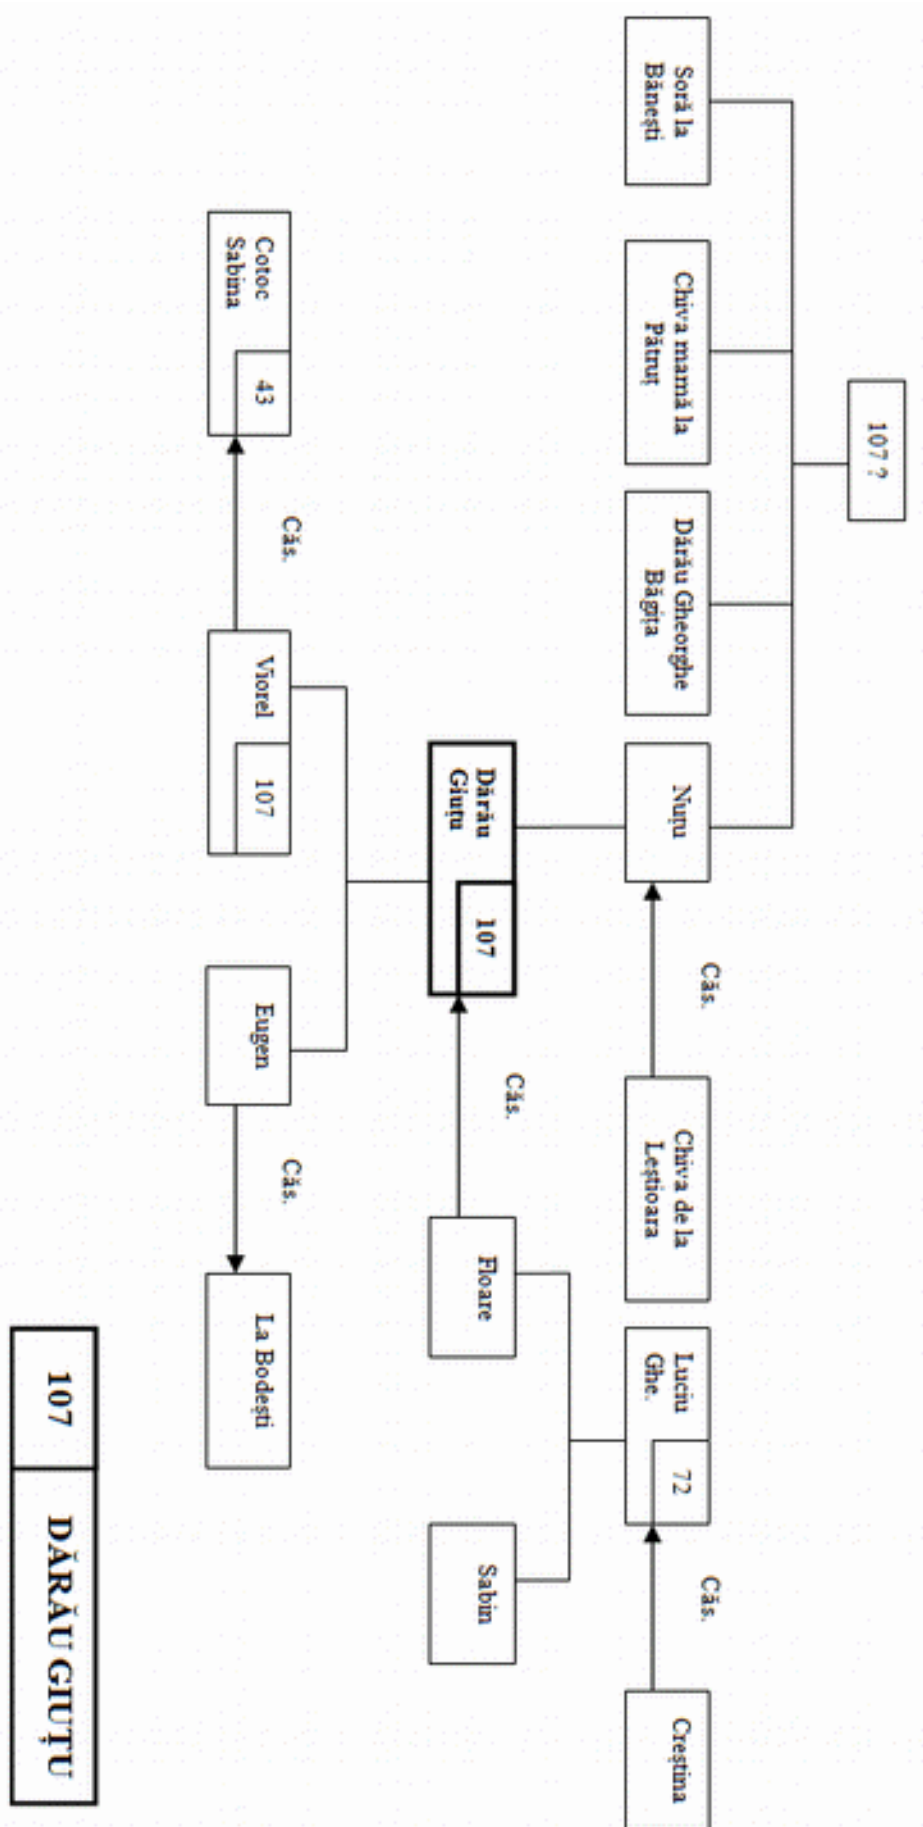 107 ?
Soră la
Bănești
Chiva mamă la
Pătruț
Dărău Gheorghe
Băgița
Nuțu
Căs.
Chiva de la
Leștioara
Luciu
Ghe.
72
Căs.
Creștina
Dărău
Giuțu
107
Căs.
Floare
Sabin
Cotoc
Sabina
43
Căs.
Viorel
107
Eugen
Căs.
La Bodești
107
DĂRĂU GIUȚU